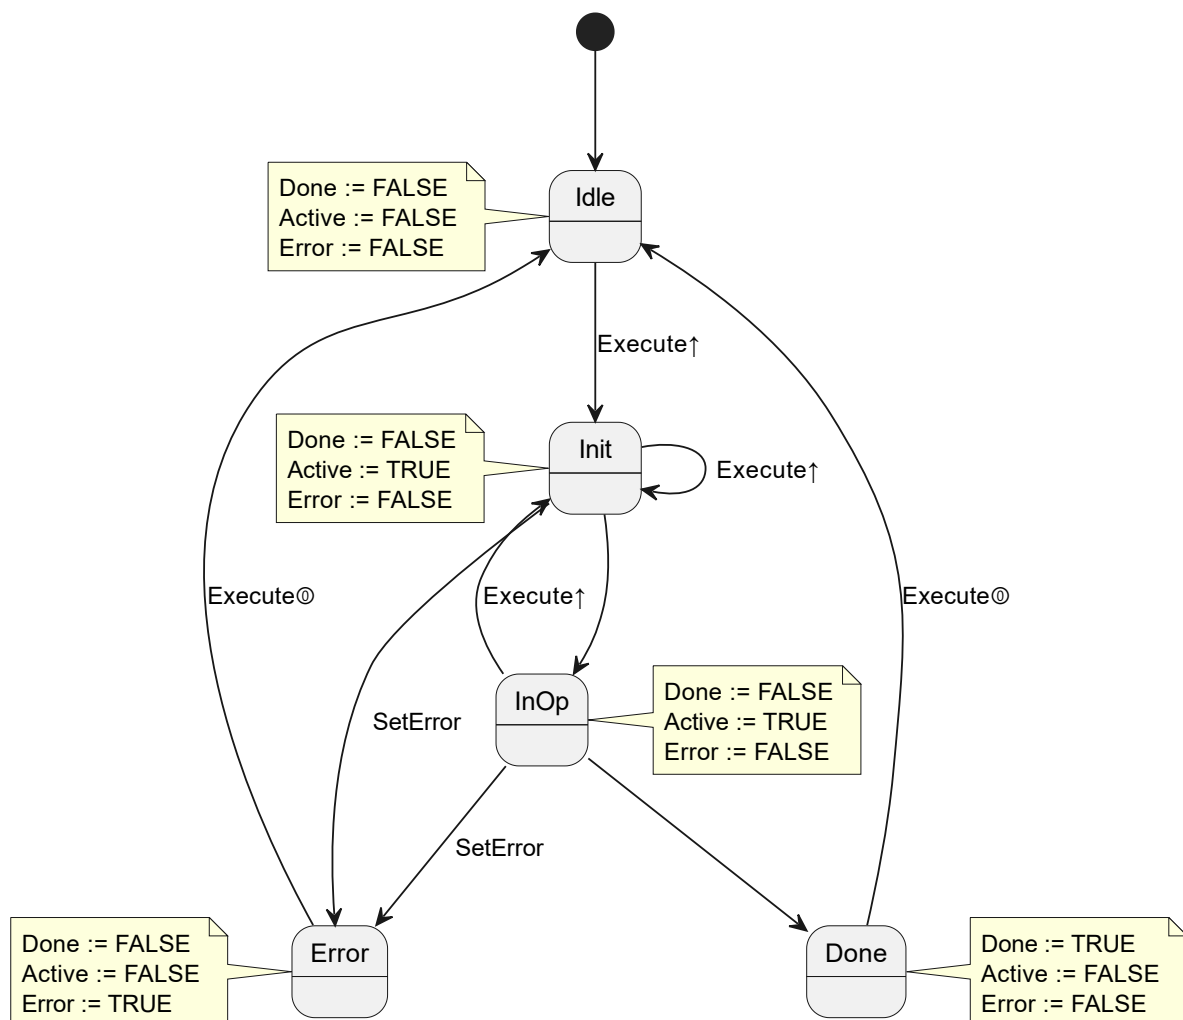 Done := FALSE
Active := FALSE
Error := FALSE
Idle
Execute↑
Done := FALSE
Active := TRUE
Error := FALSE
Init
Execute↑
Execute⓪
Execute↑
Execute⓪
InOp
Done := FALSE
Active := TRUE
Error := FALSE
SetError
SetError
Done := FALSE
Active := FALSE
Error := TRUE
Error
Done
Done := TRUE
Active := FALSE
Error := FALSE